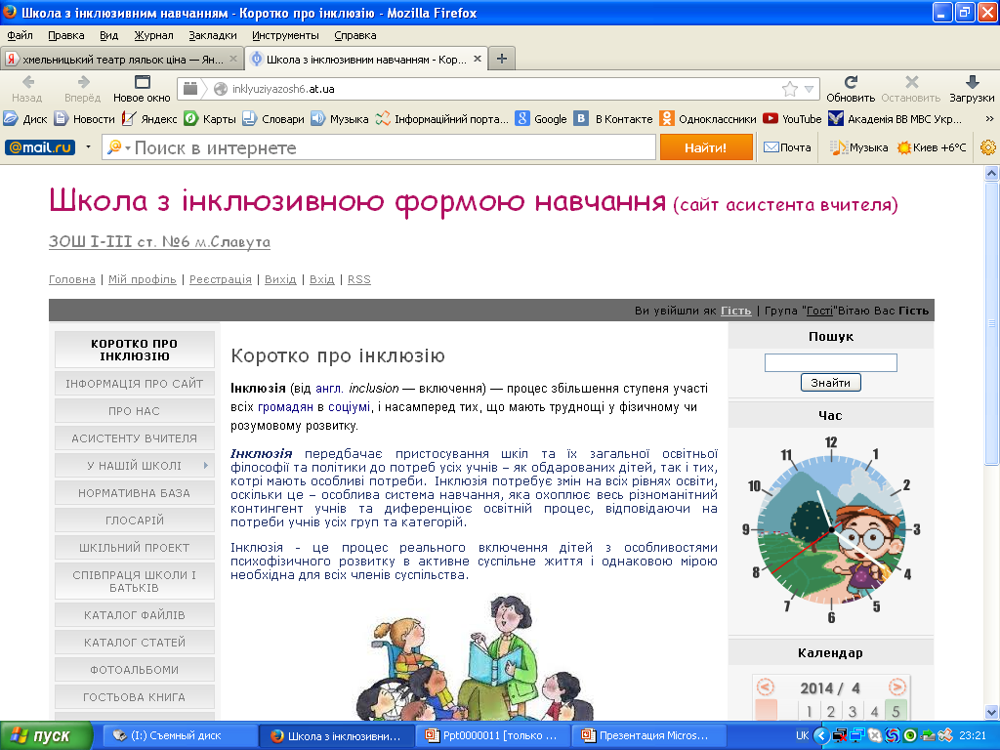 Школа з інклюзивним навчанням - Коротко про інклюзію - Mozilla Firefox
Файл Правка Вид Журнал Закладки Инструменты Справка
хмельницький театр ляльок ціна — Ян...
Школа з інклюзивним навчанням - Кор...
Назад Вперёд Новое окно inklyuziyazosh6.at.ua Обновить Остановить Загрузки
Диск Новости Яндекс Карты Словари Музыка Інформаційний порта... Google В Контакте Одноклассники YouTube Академія ВВ МВС Укр...
@mail.ru Поиск в интернете Найти! Почта Музыка Киев +6°C
Школа з інклюзивною формою навчання (сайт асистента вчителя)
ЗОШ І-ІІІ ст. №6 м.Славута
Головна | Мій профіль | Реєстрація | Вихід | Вхід | RSS
Ви увійшли як Гість | Група "Гості"Вітаю Вас Гість
КОРОТКО ПРО
ІНКЛЮЗІЮ
ІНФОРМАЦІЯ ПРО САЙТ
ПРО НАС
АСИСТЕНТУ ВЧИТЕЛЯ
У НАШІЙ ШКОЛІ
НОРМАТИВНА БАЗА
ГЛОСАРІЙ
ШКІЛЬНИЙ ПРОЕКТ
СПІВПРАЦЯ ШКОЛИ І
БАТЬКІВ
КАТАЛОГ ФАЙЛІВ
КАТАЛОГ СТАТЕЙ
ФОТОАЛЬБОМИ
ГОСТЬОВА КНИГА
Коротко про інклюзію
Інклюзія (від англ. inclusion — включення) — процес збільшення ступеня участі
всіх громадян в соціумі, і насамперед тих, що мають труднощі у фізичному чи
розумовому розвитку.
Інклюзія передбачає пристосування шкіл та їх загальної освітньої
філософії та політики до потреб усіх учнів – як обдарованих дітей, так і тих,
котрі мають особливі потреби. Інклюзія потребує змін на всіх рівнях освіти,
оскільки це – особлива система навчання, яка охоплює весь різноманітний
контингент учнів та диференціює освітній процес, відповідаючи на
потреби учнів усіх груп та категорій.
Інклюзія - це процес реального включення дітей з особливостями
психофізичного розвитку в активне суспільне життя і однаковою мірою
необхідна для всіх членів суспільства.
Пошук
Знайти
Час
12
11 1
10 2
9 3
8 4
7 5
6
Календар
2014 / 4
1 2 3 4 5
пуск (I:) Съемный диск Школа з інклюзивни... Ppt0000011 [только ... Презентация Micros... UK 23:21